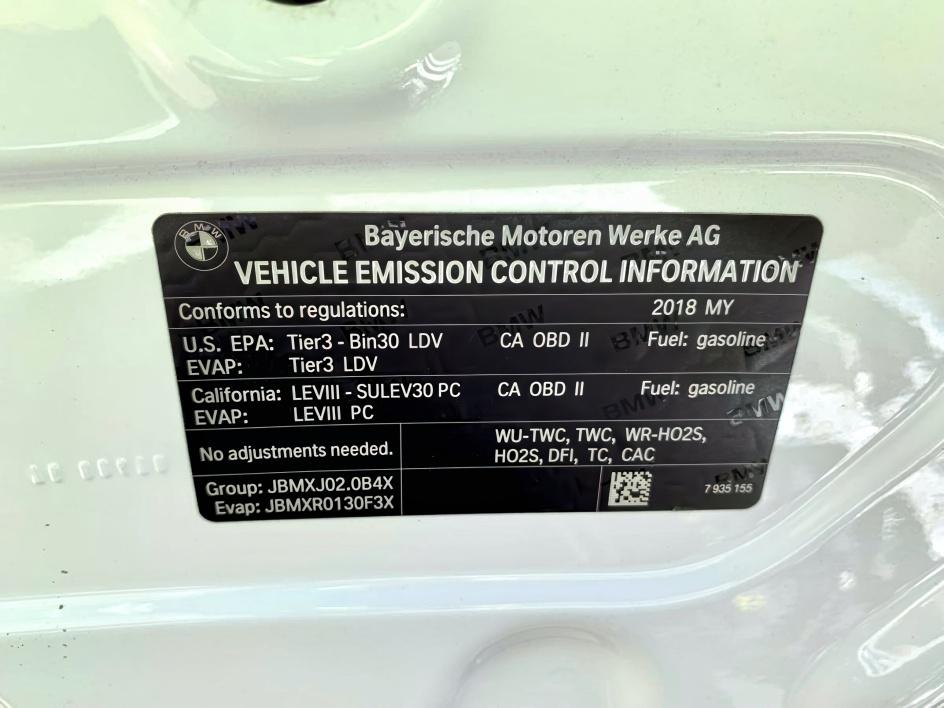 BMW
Bayerische Motoren Werke AG
VEHICLE EMISSION CONTROL INFORMATION
Conforms to regulations: 2018 MY
U.S. EPA: Tier3 - Bin30 LDV CA OBD II Fuel: gasoline
EVAP: Tier3 LDV
California: LEVIII - SULEV30 PC CA OBD II Fuel: gasoline
EVAP: LEVIII PC
No adjustments needed.
WU-TWC, TWC, WR-HO2S,
HO2S, DFI, TC, CAC
Group: JBMXJ02.0B4X
Evap: JBMXR0130F3X
7 935 155